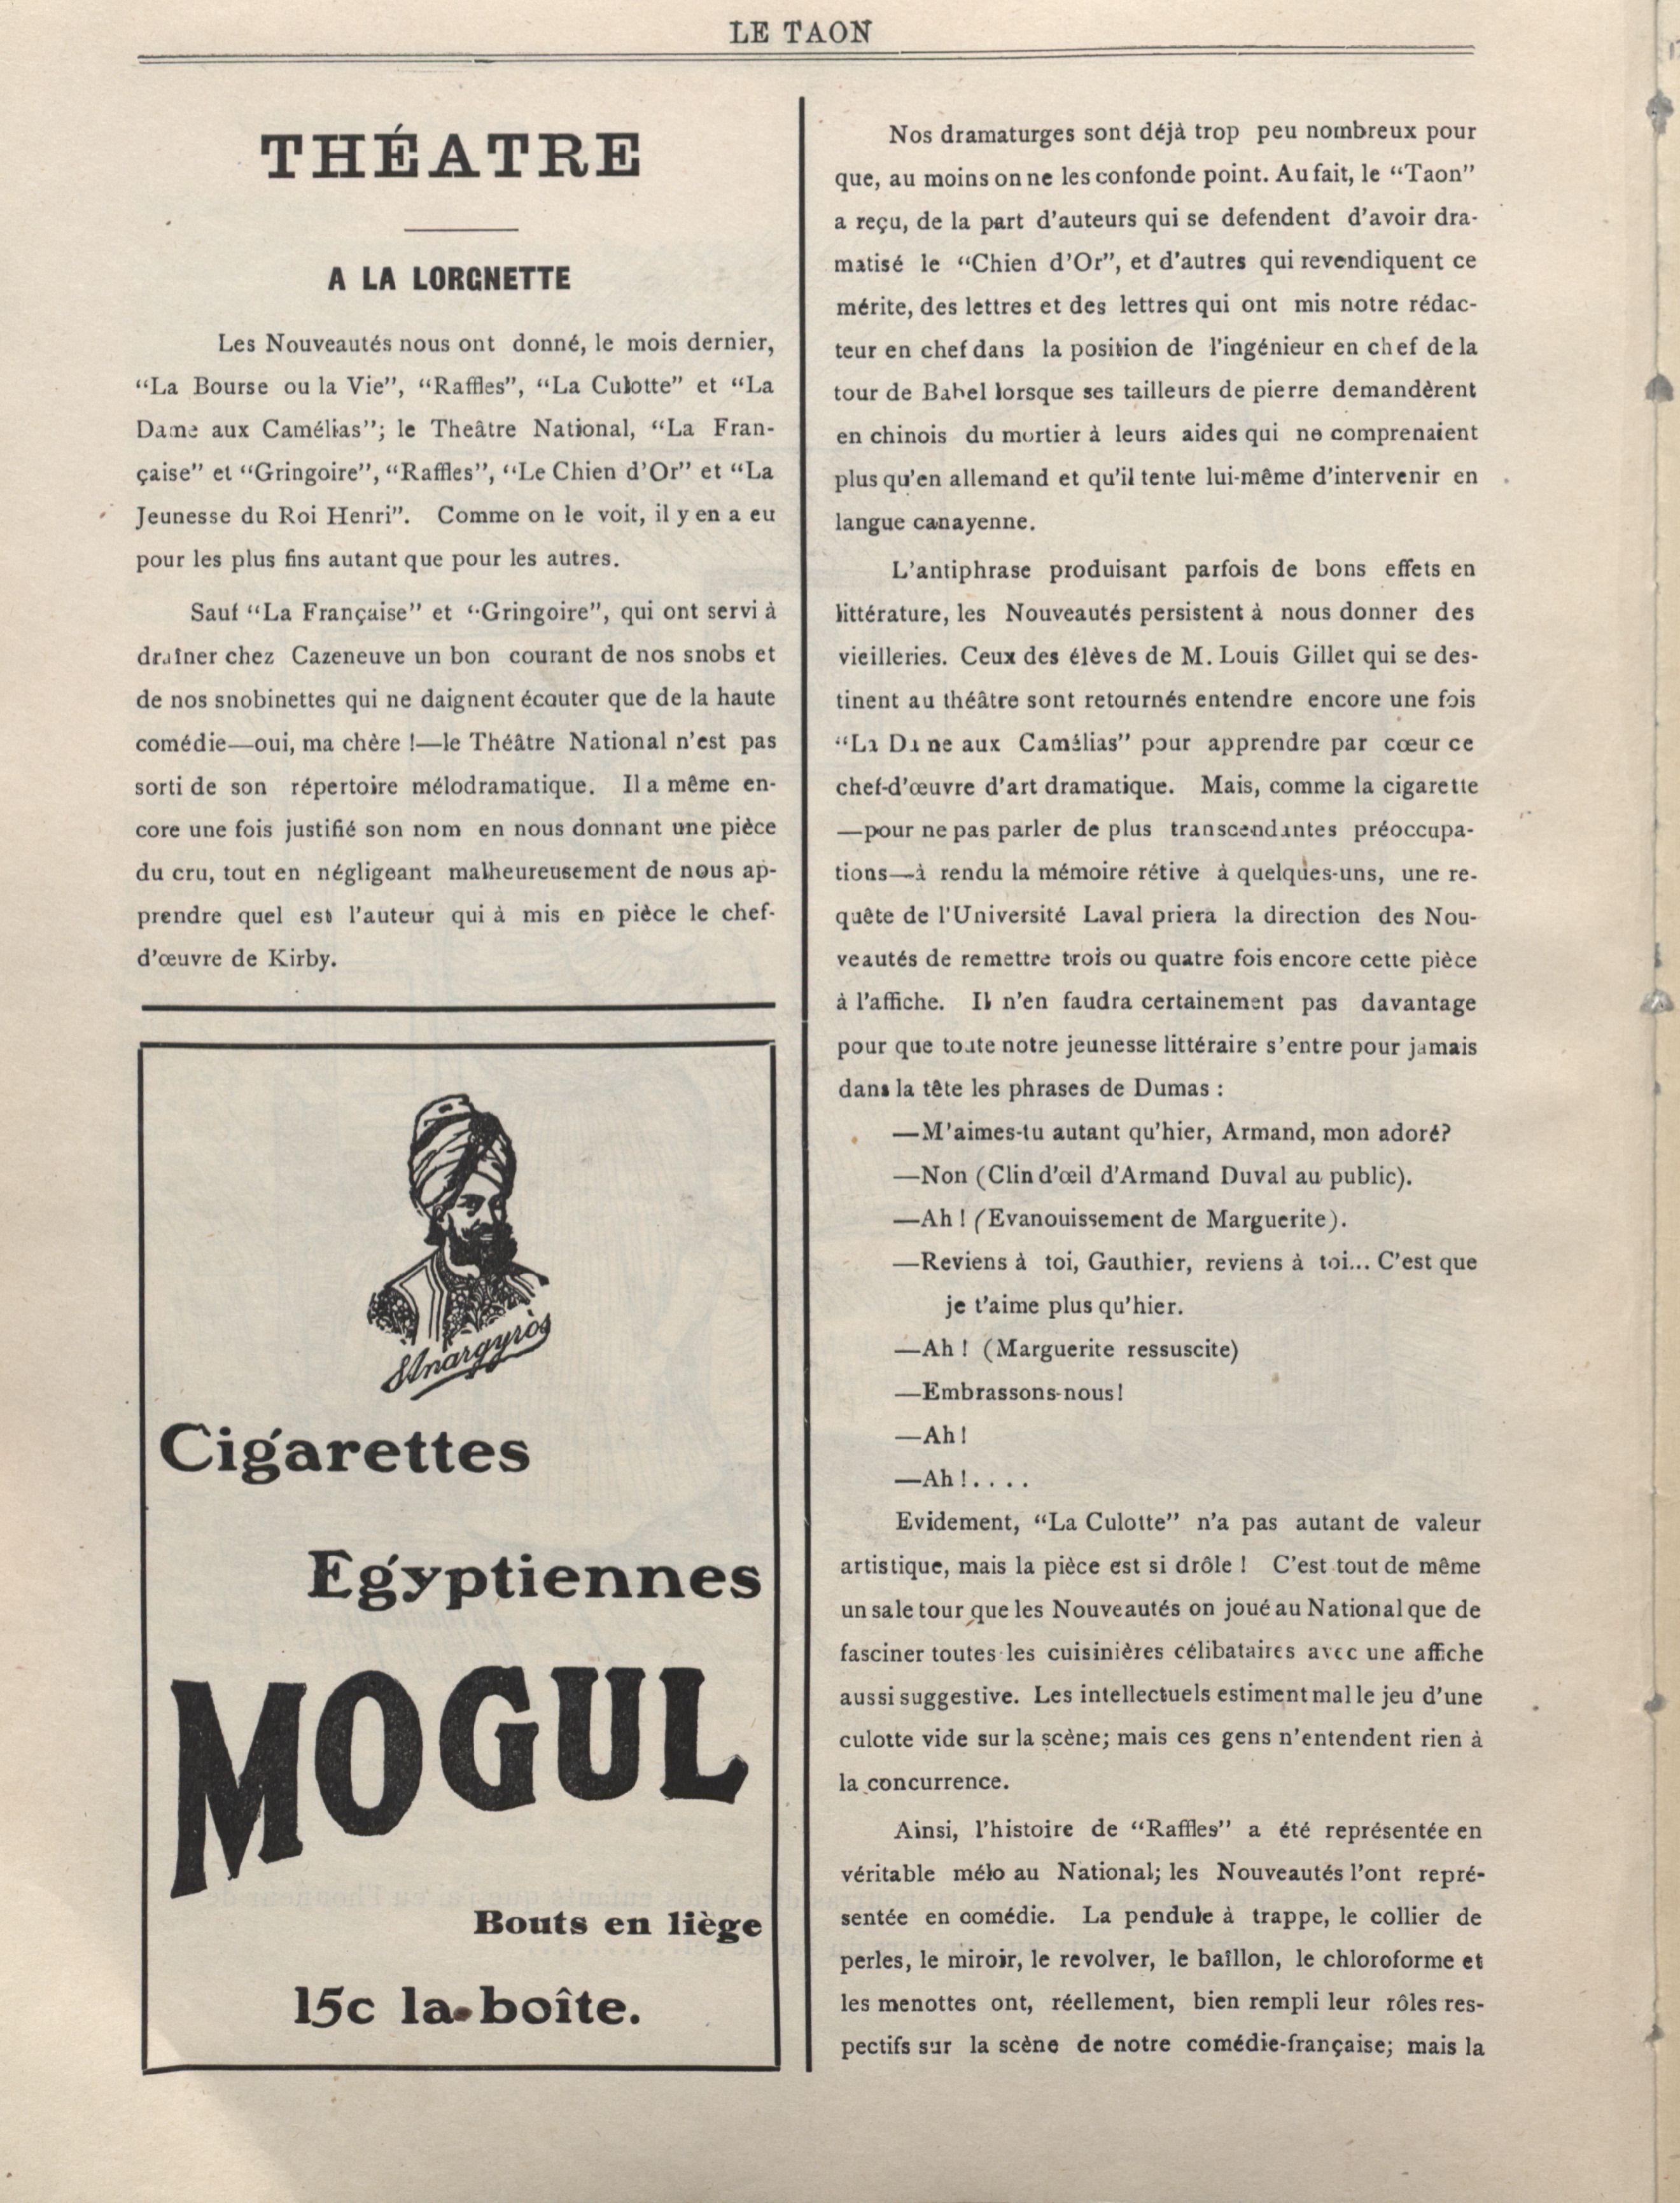 LE TAON
THÉATRE
A LA LORGNETTE
Les Nouveautés nous ont donné, le mois dernier,
“La Bourse ou la Vie”, “Raffles”, “La Culotte” et “La
Dame aux Camélias”; le Theâtre National, “La Fran-
çaise” et “Gringoire”, “Raffles”, “Le Chien d’Or” et “La
Jeunesse du Roi Henri”. Comme on le voit, il y en a eu
pour les plus fins autant que pour les autres.
Sauf “La Française” et “Gringoire”, qui ont servi à
draîner chez Cazeneuve un bon courant de nos snobs et
de nos snobinettes qui ne daignent écouter que de la haute
comédie—oui, ma chère !—le Théâtre National n’est pas
sorti de son répertoire mélodramatique. Il a même en-
core une fois justifié son nom en nous donnant une pièce
du cru, tout en négligeant malheureusement de nous ap-
prendre quel est l’auteur qui à mis en pièce le chef-
d’œuvre de Kirby.
SAnargyròs
Cigarettes
Egyptiennes
MOGUL
Bouts en liège
15c la boîte.
Nos dramaturges sont déjà trop peu nombreux pour
que, au moins on ne les confonde point. Au fait, le “Taon”
a reçu, de la part d’auteurs qui se defendent d’avoir dra-
matisé le “Chien d’Or”, et d’autres qui revendiquent ce
mérite, des lettres et des lettres qui ont mis notre rédac-
teur en chef dans la position de l’ingénieur en chef de la
tour de Babel lorsque ses tailleurs de pierre demandèrent
en chinois du mortier à leurs aides qui ne comprenaient
plus qu’en allemand et qu’il tente lui-même d’intervenir en
langue canayenne.
L’antiphrase produisant parfois de bons effets en
littérature, les Nouveautés persistent à nous donner des
vieilleries. Ceux des élèves de M. Louis Gillet qui se des-
tinent au théâtre sont retournés entendre encore une fois
“La Dame aux Camélias” pour apprendre par cœur ce
chef-d’œuvre d’art dramatique. Mais, comme la cigarette
—pour ne pas parler de plus transcendantes préoccupa-
tions—à rendu la mémoire rétive à quelques-uns, une re-
quête de l’Université Laval priera la direction des Nou-
veautés de remettre trois ou quatre fois encore cette pièce
à l’affiche. Il n’en faudra certainement pas davantage
pour que toute notre jeunesse littéraire s’entre pour jamais
dans la tête les phrases de Dumas :
—M’aimes-tu autant qu’hier, Armand, mon adoré?
—Non (Clin d’œil d’Armand Duval au public).
—Ah ! (Evanouissement de Marguerite).
—Reviens à toi, Gauthier, reviens à toi... C’est que
je t’aime plus qu’hier.
—Ah ! (Marguerite ressuscite)
—Embrassons-nous!
—Ah !
—Ah !. . . .
Evidement, “La Culotte” n’a pas autant de valeur
artistique, mais la pièce est si drôle ! C’est tout de même
un sale tour que les Nouveautés on joué au National que de
fasciner toutes les cuisinières célibataires avec une affiche
aussi suggestive. Les intellectuels estiment mal le jeu d’une
culotte vide sur la scène; mais ces gens n’entendent rien à
la concurrence.
Ainsi, l’histoire de “Raffles” a été représentée en
véritable mélo au National; les Nouveautés l’ont repré-
sentée en comédie. La pendule à trappe, le collier de
perles, le miroir, le revolver, le baîllon, le chloroforme et
les menottes ont, réellement, bien rempli leur rôles res-
pectifs sur la scène de notre comédie-française; mais la